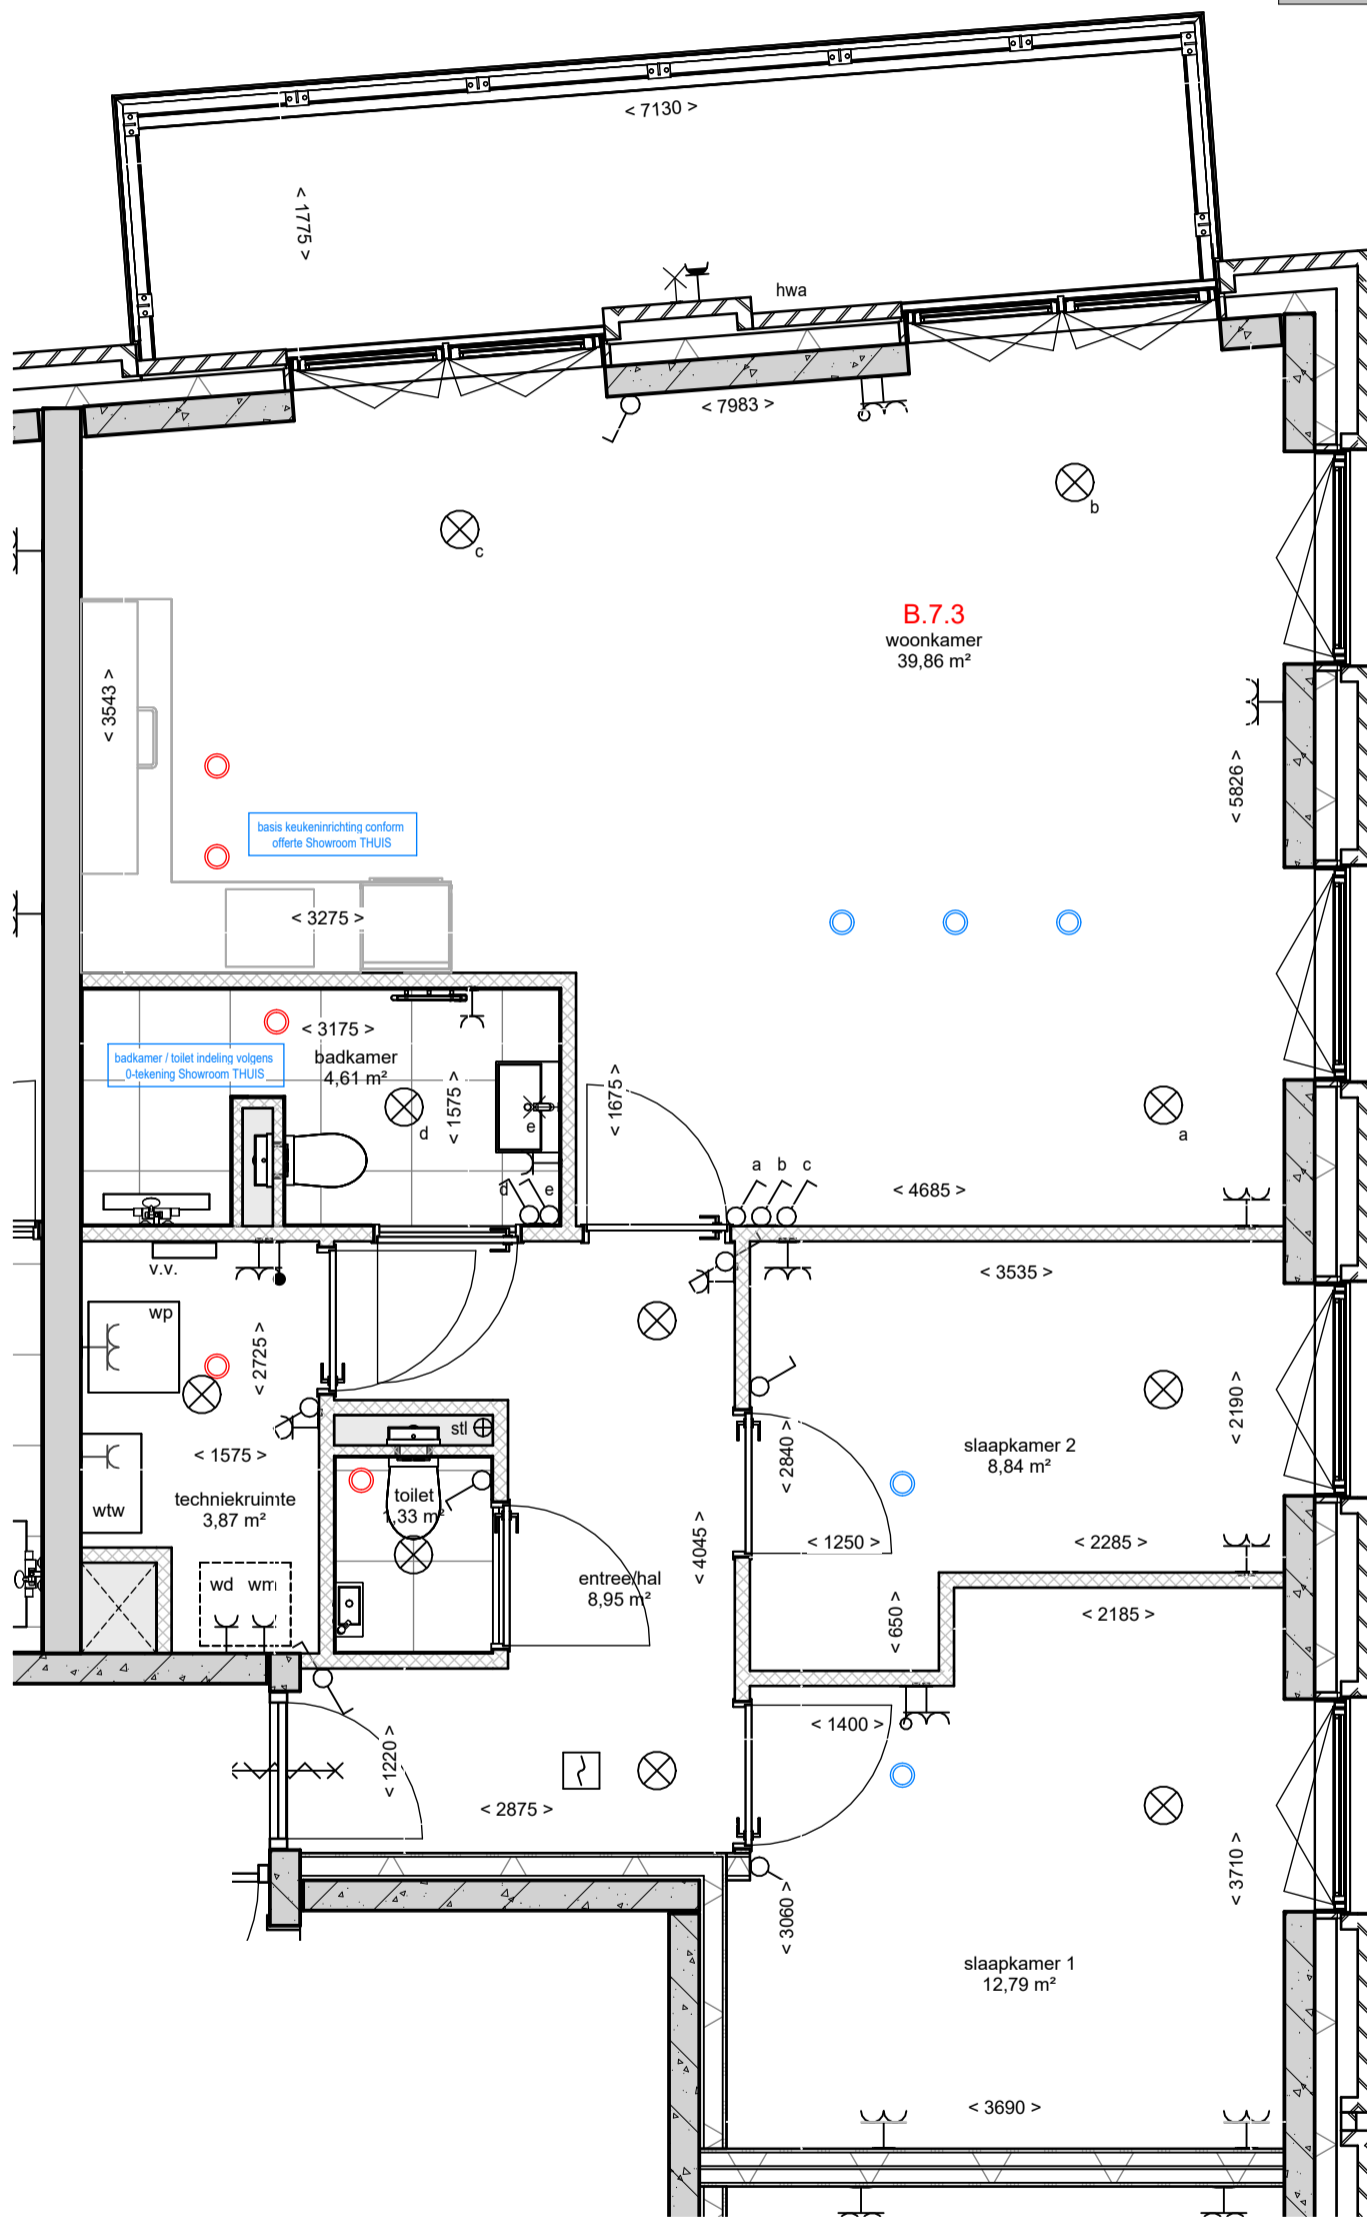 < 7130 >
< 1775 >
hwa
< 7983 >
b
c
B.7.3
woonkamer
39,86 m²
< 3543 >
< 5826 >
basis keukeninrichting conform
offerte Showroom THUIS
< 3275 >
< 3175 >
badkamer
4,61 m²
badkamer / toilet indeling volgens
0-tekening Showroom THUIS
< 1575 >
< 1675 >
e
d
a
a b c
d e
< 4685 >
v.v.
< 3535 >
wp
< 2725 >
< 2190 >
stl
< 2840 >
slaapkamer 2
8,84 m²
< 1575 >
techniekruimte
3,87 m²
wtw
toilet
1,33 m²
< 4045 >
< 1250 >
< 2285 >
wd wm
entree/hal
8,95 m²
< 650 >
< 2185 >
< 1400 >
< 1220 >
< 2875 >
< 3710 >
< 3060 >
slaapkamer 1
12,79 m²
< 3690 >